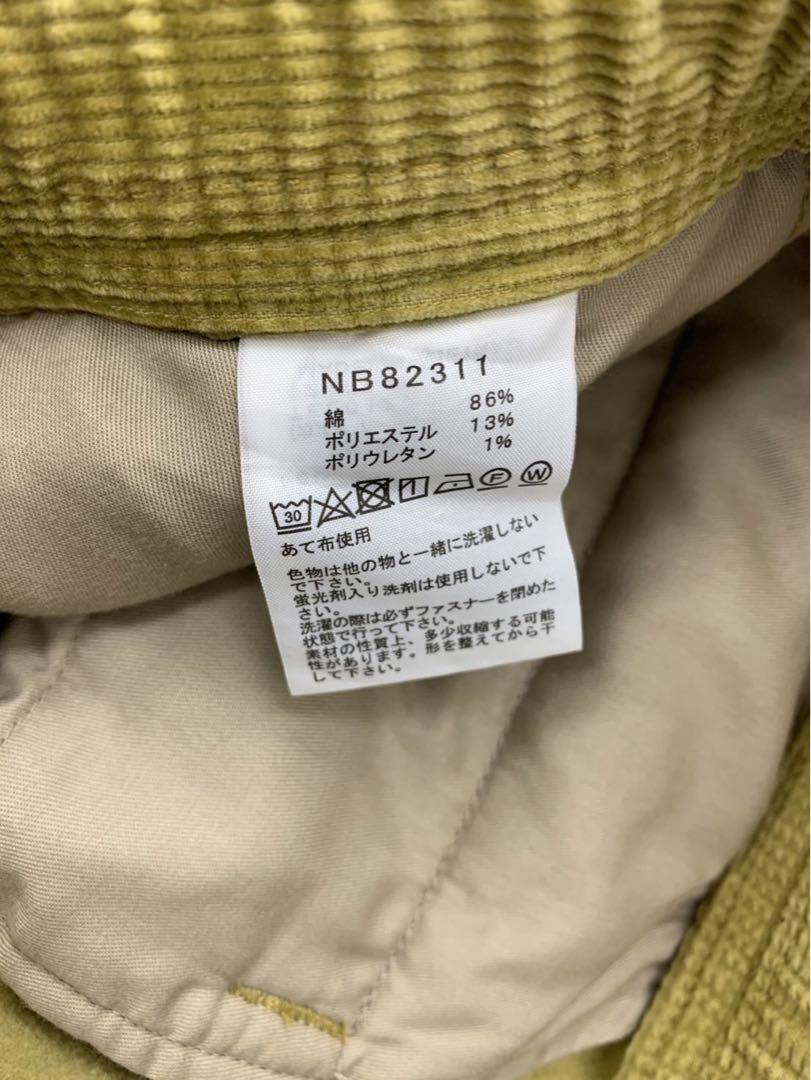 NB82311
綿 86%
ポリエステル 13%
ポリウレタン 1%
30 F W
あて布使用
色物は他の物と一緒に洗濯しない
で下さい。
蛍光剤入り洗剤は使用しないで下
さい。
洗濯の際は必ずファスナーを閉めた
状態で行って下さい。
素材の性質上、多少収縮する可能
性があります。形を整えてから干
して下さい。